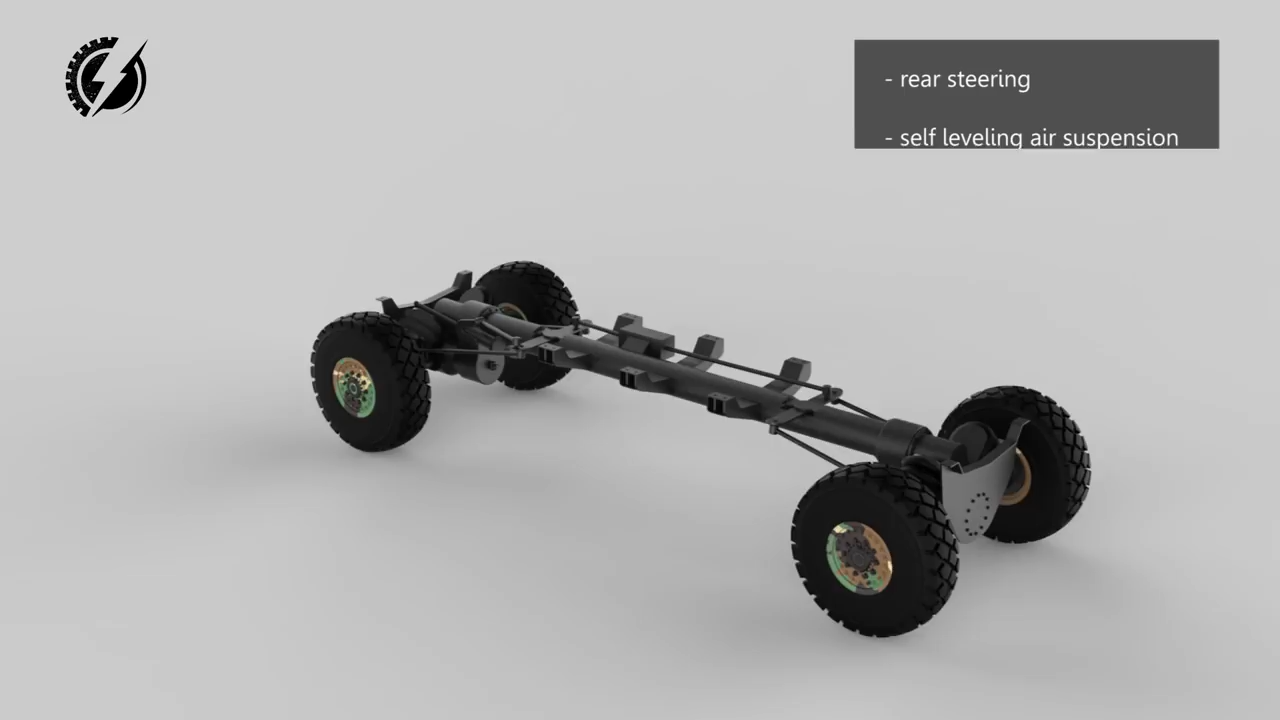 - rear steering
- self leveling air suspension